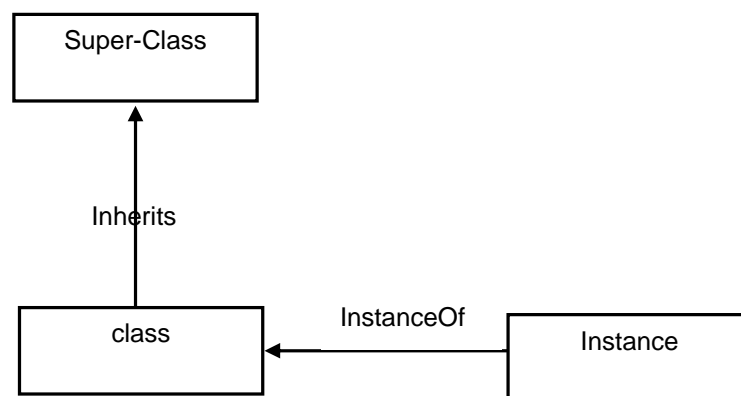 Super-Class
Inherits
class
InstanceOf
Instance